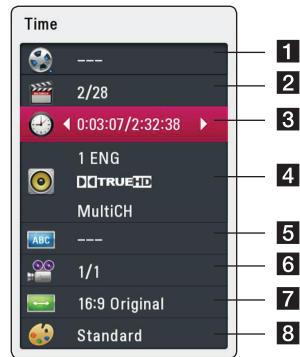 Time
--- 1
2/28 2
0:03:07/2:32:38 3
1 ENG
DOLBY TRUEHD 4
MultiCH
ABC --- 5
1/1 6
16:9 Original 7
Standard 8